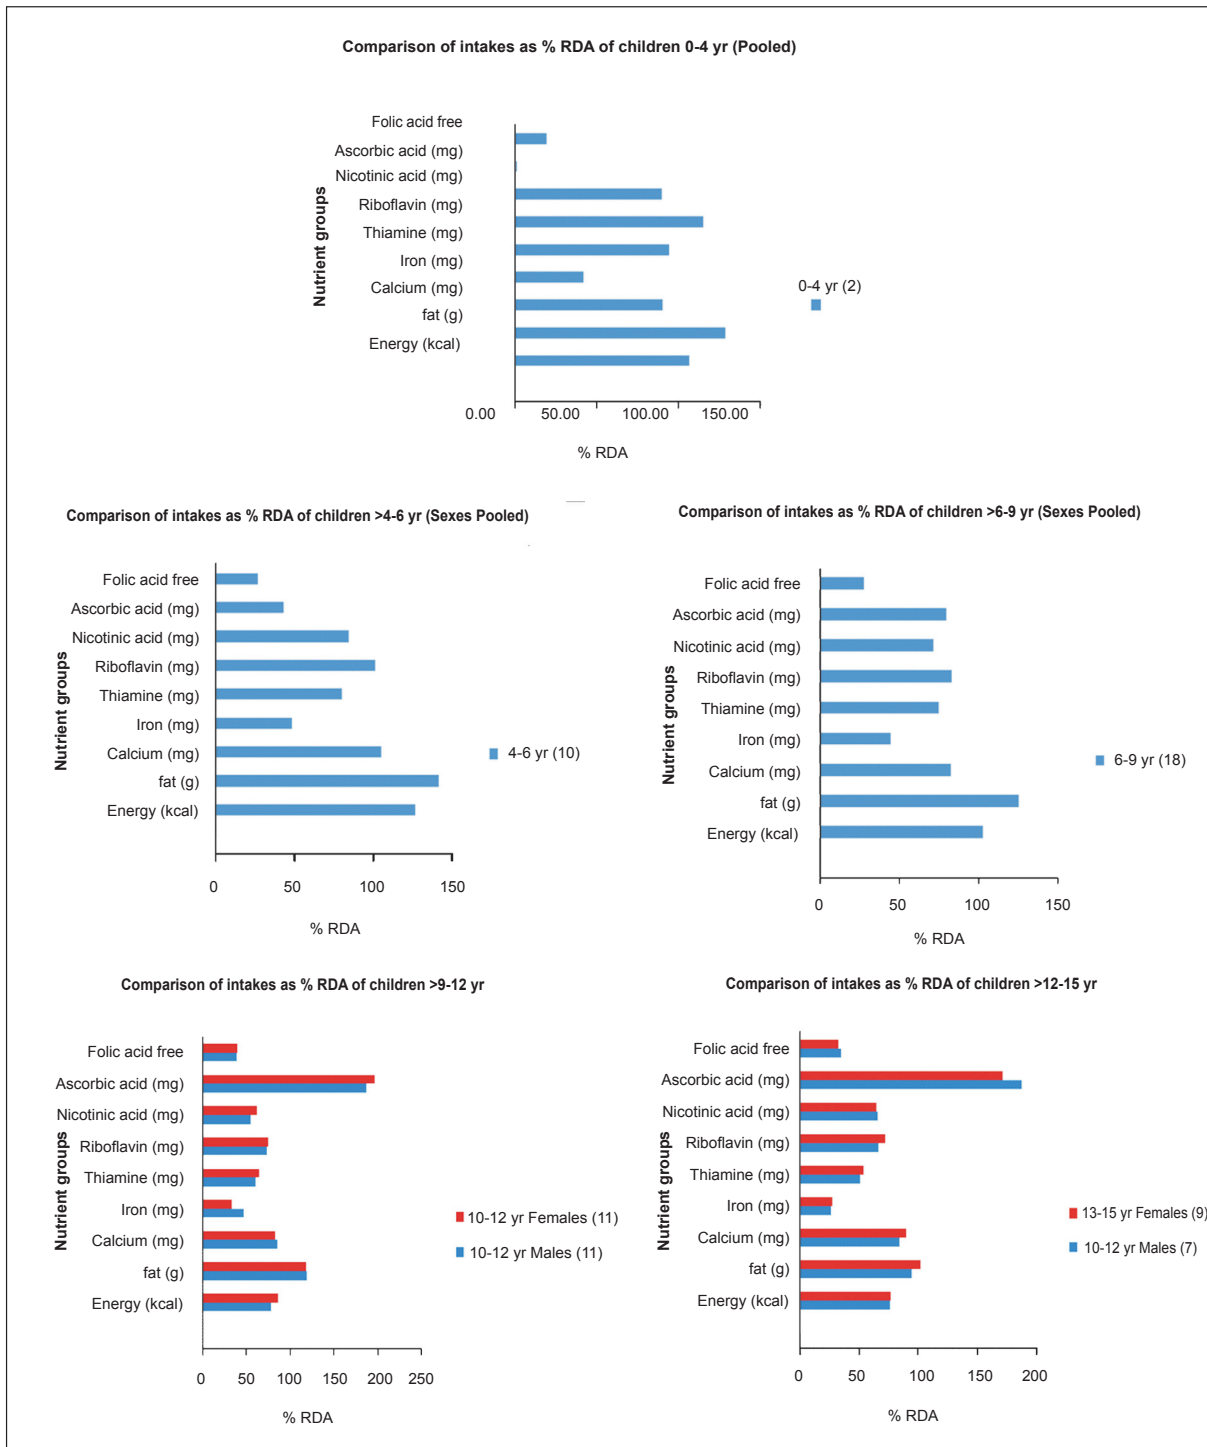 Comparison of intakes as % RDA of children 0-4 yr (Pooled)
Nutrient groups
Folic acid free
Ascorbic acid (mg)
Nicotinic acid (mg)
Riboflavin (mg)
Thiamine (mg)
Iron (mg)
Calcium (mg)
fat (g)
Energy (kcal)
0-4 yr (2)
0.00 50.00 100.00 150.00
% RDA
Comparison of intakes as % RDA of children >4-6 yr (Sexes Pooled)
Nutrient groups
Folic acid free
Ascorbic acid (mg)
Nicotinic acid (mg)
Riboflavin (mg)
Thiamine (mg)
Iron (mg)
Calcium (mg)
fat (g)
Energy (kcal)
4-6 yr (10)
0 50 100 150
% RDA
Comparison of intakes as % RDA of children >6-9 yr (Sexes Pooled)
Nutrient groups
Folic acid free
Ascorbic acid (mg)
Nicotinic acid (mg)
Riboflavin (mg)
Thiamine (mg)
Iron (mg)
Calcium (mg)
fat (g)
Energy (kcal)
6-9 yr (18)
0 50 100 150
% RDA
Comparison of intakes as % RDA of children >9-12 yr
Nutrient groups
Folic acid free
Ascorbic acid (mg)
Nicotinic acid (mg)
Riboflavin (mg)
Thiamine (mg)
Iron (mg)
Calcium (mg)
fat (g)
Energy (kcal)
10-12 yr Females (11)
10-12 yr Males (11)
0 50 100 150 200 250
% RDA
Comparison of intakes as % RDA of children >12-15 yr
Nutrient groups
Folic acid free
Ascorbic acid (mg)
Nicotinic acid (mg)
Riboflavin (mg)
Thiamine (mg)
Iron (mg)
Calcium (mg)
fat (g)
Energy (kcal)
13-15 yr Females (9)
10-12 yr Males (7)
0 50 100 150 200
% RDA